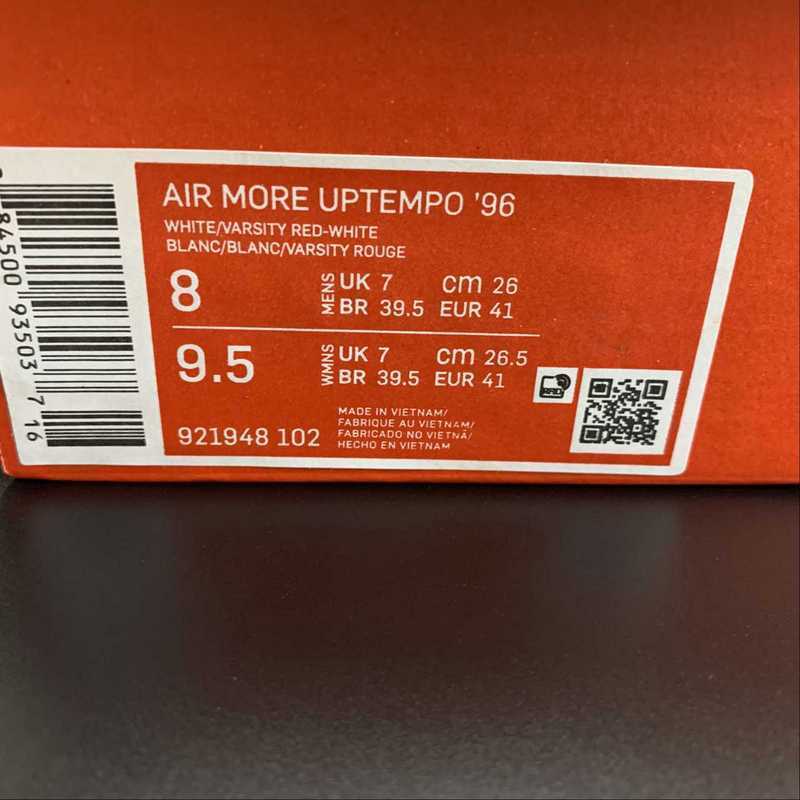 AIR MORE UPTEMPO '96
WHITE/VARSITY RED-WHITE
BLANC/BLANC/VARSITY ROUGE
8
MENS
UK 7 cm 26
BR 39.5 EUR 41
9.5
WMNS
UK 7 cm 26.5
BR 39.5 EUR 41
921948 102
MADE IN VIETNAM/
FABRIQUE AU VIETNAM/
FABRICADO NO VIETNÃ/
HECHO EN VIETNAM
84500 93503 7 16